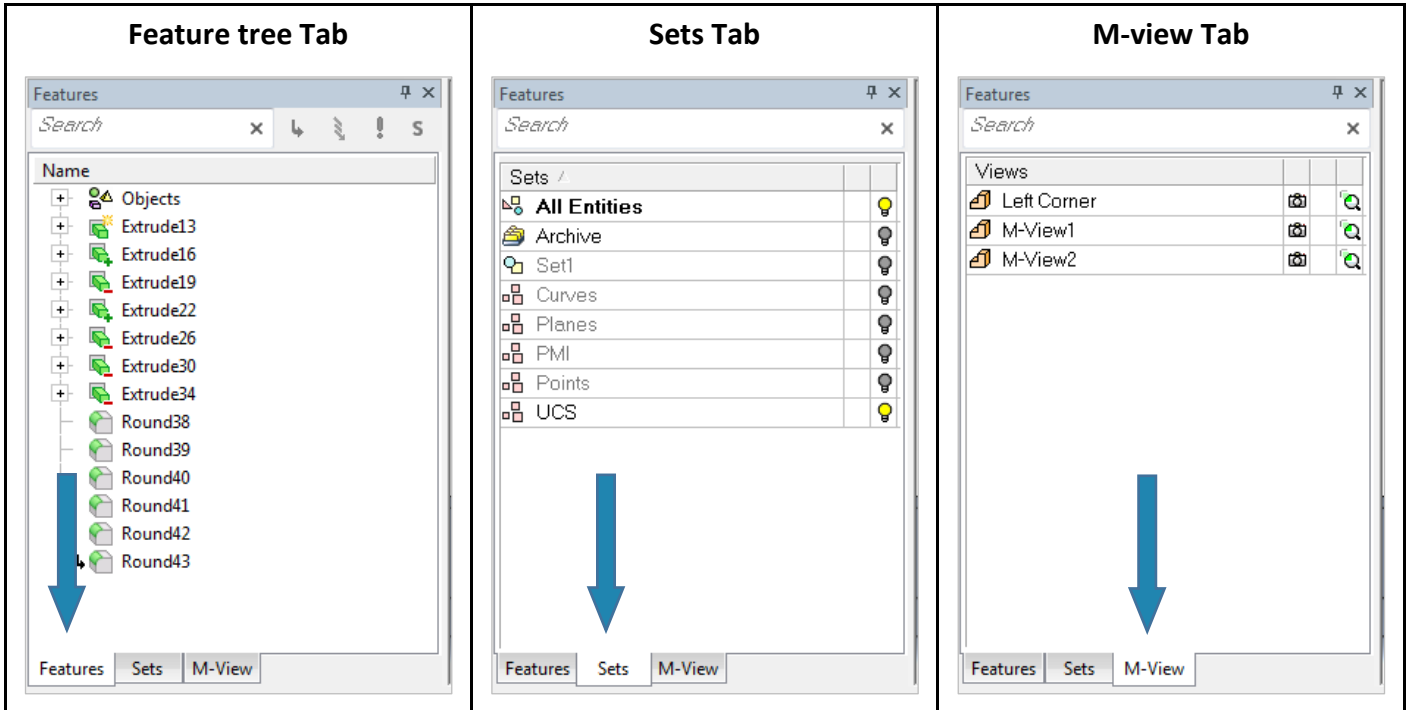 Feature tree Tab
Sets Tab
M-view Tab
Features
Search
S
Name
Objects
Extrude13
Extrude16
Extrude19
Extrude22
Extrude26
Extrude30
Extrude34
Round38
Round39
Round40
Round41
Round42
Round43
Features Sets M-View
Features
Search
Sets
All Entities
Archive
Set1
Curves
Planes
PMI
Points
UCS
Features Sets M-View
Features
Search
Views
Left Corner
M-View1
M-View2
Features Sets M-View